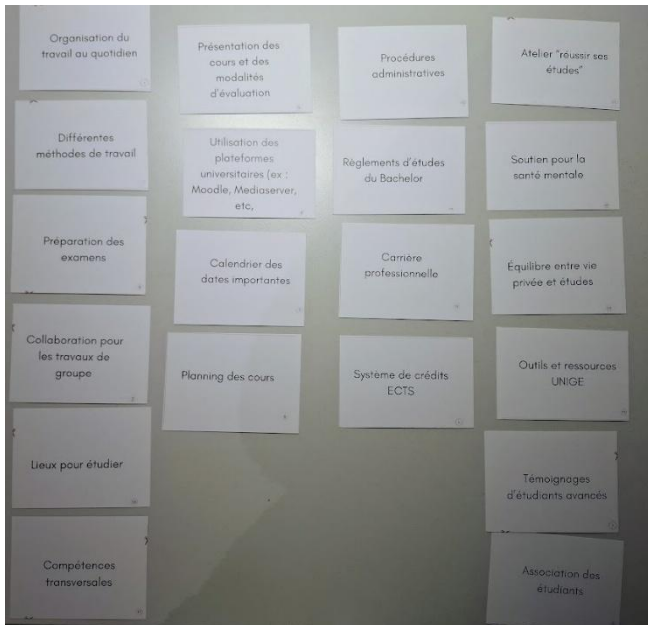 Organisation du
travail au quotidien
Différentes
méthodes de travail
Préparation des
examens
Collaboration pour
les travaux de
groupe
Lieux pour étudier
Compétences
transversales
Présentation des
cours et des
modalités
d'évaluation
Utilisation des
plateformes
universitaires (ex :
Moodle, Mediaserver,
etc,
Calendrier des
dates importantes
Planning des cours
Procédures
administratives
Règlements d'études
du Bachelor
Carrière
professionnelle
Système de crédits
ECTS
Atelier "réussir ses
études"
Soutien pour la
santé mentale
Équilibre entre vie
privée et études
Outils et ressources
UNIGE
Témoignages
d'étudiants avancés
Association des
étudiants